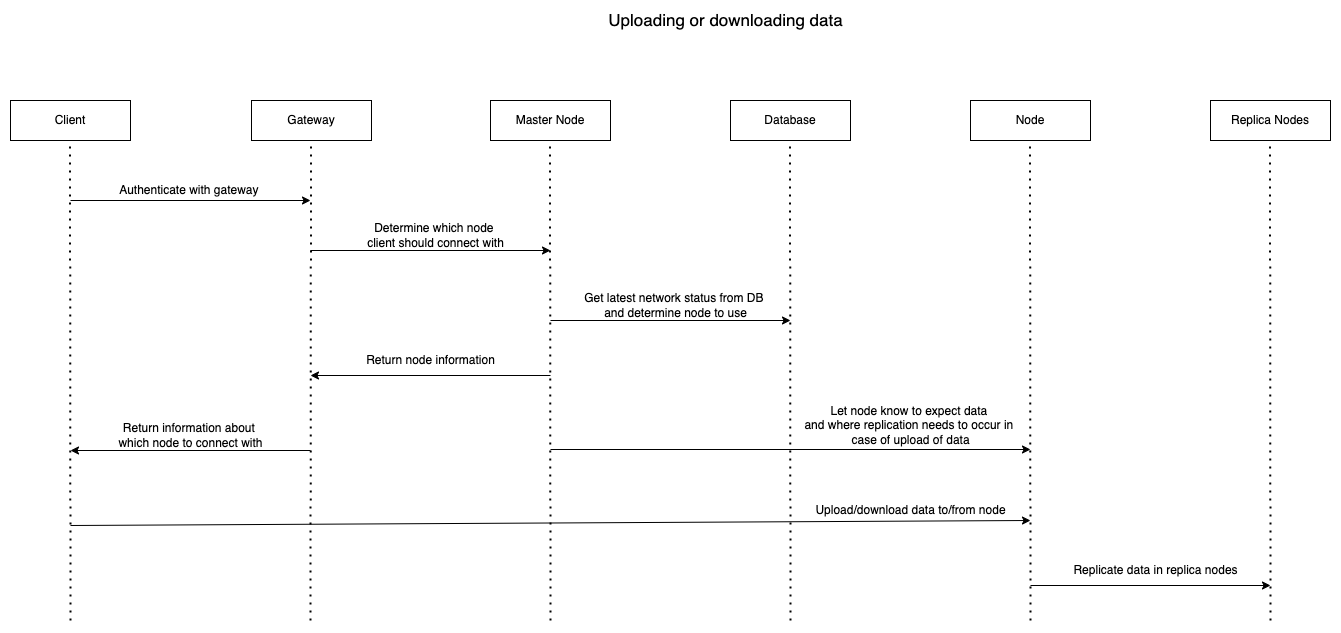 Uploading or downloading data
Client
Gateway
Master Node
Database
Node
Replica Nodes
Authenticate with gateway
Determine which node
client should connect with
Get latest network status from DB
and determine node to use
Return node information
Let node know to expect data
and where replication needs to occur in
case of upload of data
Return information about
which node to connect with
Upload/download data to/from node
Replicate data in replica nodes